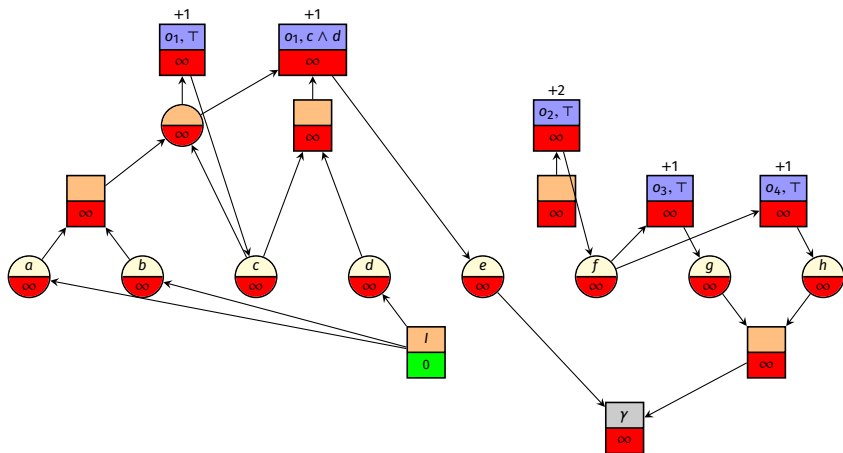 +1 +1
o₁, ⊤ o₁, c ∧ d
∞ ∞
+2
o₂, ⊤
∞ ∞ ∞
+1 +1
o₃, ⊤ o₄, ⊤
∞ ∞ ∞ ∞
a b c d e f g h
∞ ∞ ∞ ∞ ∞ ∞ ∞ ∞
I
0 ∞
γ
∞